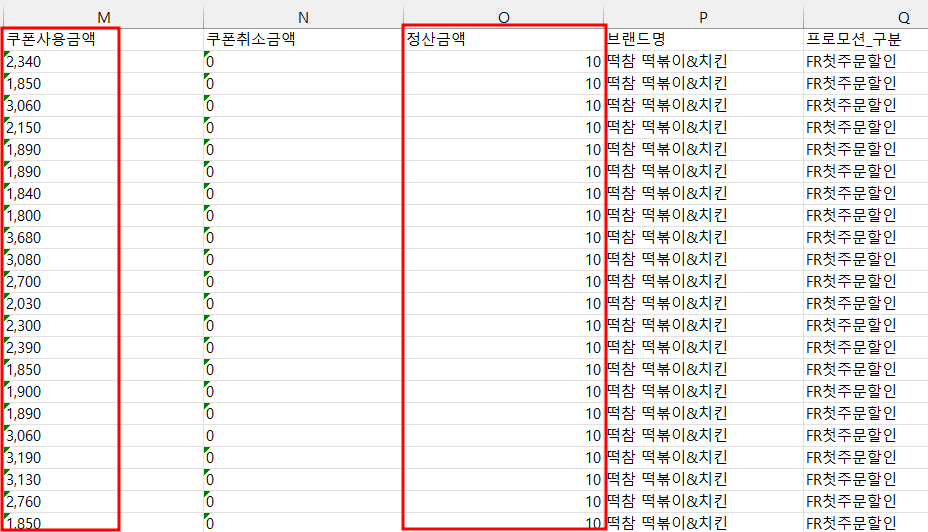 M N O P Q
쿠폰사용금액 쿠폰취소금액 정산금액 브랜드명 프로모션_구분
2,340 0 10 떡참 떡볶이&치킨 FR첫주문할인
1,850 0 10 떡참 떡볶이&치킨 FR첫주문할인
3,060 0 10 떡참 떡볶이&치킨 FR첫주문할인
2,150 0 10 떡참 떡볶이&치킨 FR첫주문할인
1,890 0 10 떡참 떡볶이&치킨 FR첫주문할인
1,890 0 10 떡참 떡볶이&치킨 FR첫주문할인
1,840 0 10 떡참 떡볶이&치킨 FR첫주문할인
1,800 0 10 떡참 떡볶이&치킨 FR첫주문할인
3,680 0 10 떡참 떡볶이&치킨 FR첫주문할인
3,080 0 10 떡참 떡볶이&치킨 FR첫주문할인
2,700 0 10 떡참 떡볶이&치킨 FR첫주문할인
2,030 0 10 떡참 떡볶이&치킨 FR첫주문할인
2,300 0 10 떡참 떡볶이&치킨 FR첫주문할인
2,390 0 10 떡참 떡볶이&치킨 FR첫주문할인
1,850 0 10 떡참 떡볶이&치킨 FR첫주문할인
1,900 0 10 떡참 떡볶이&치킨 FR첫주문할인
1,890 0 10 떡참 떡볶이&치킨 FR첫주문할인
3,060 0 10 떡참 떡볶이&치킨 FR첫주문할인
3,190 0 10 떡참 떡볶이&치킨 FR첫주문할인
3,130 0 10 떡참 떡볶이&치킨 FR첫주문할인
2,760 0 10 떡참 떡볶이&치킨 FR첫주문할인
1,850 0 10 떡참 떡볶이&치킨 FR첫주문할인